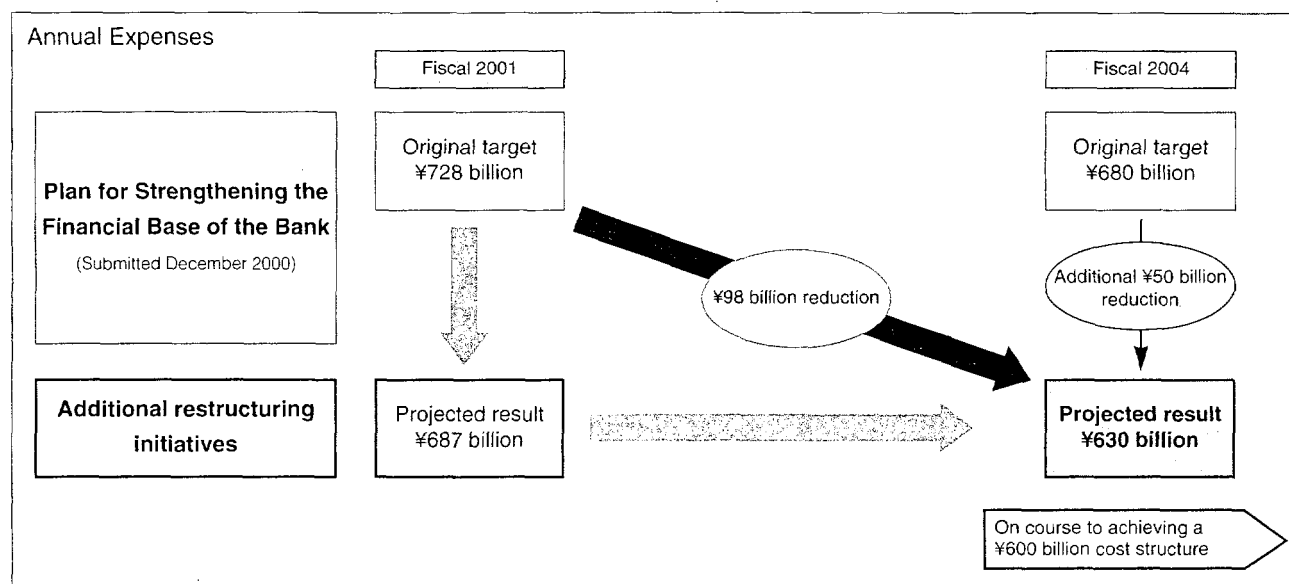 Annual Expenses
Fiscal 2001
Fiscal 2004
Plan for Strengthening the
Financial Base of the Bank
(Submitted December 2000)
Original target
¥728 billion
Original target
¥680 billion
¥98 billion reduction
Additional ¥50 billion
reduction
Additional restructuring
initiatives
Projected result
¥687 billion
Projected result
¥630 billion
On course to achieving a
¥600 billion cost structure